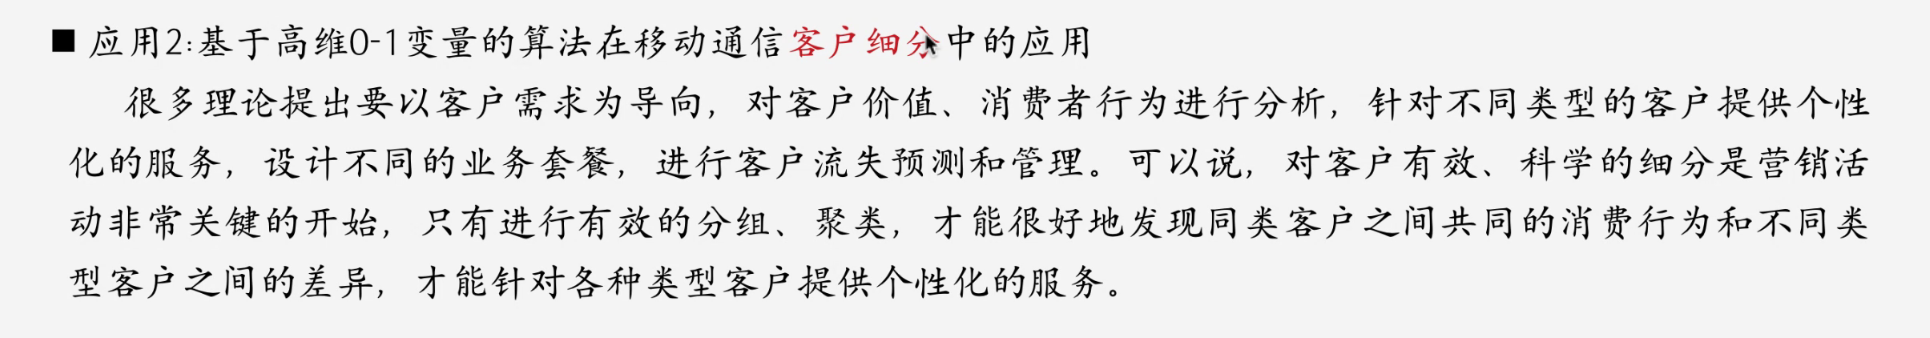 ■ 应用2:基于高维0-1变量的算法在移动通信客户细分中的应用
很多理论提出要以客户需求为导向，对客户价值、消费者行为进行分析，针对不同类型的客户提供个性
化的服务，设计不同的业务套餐，进行客户流失预测和管理。可以说，对客户有效、科学的细分是营销活
动非常关键的开始，只有进行有效的分组、聚类，才能很好地发现同类客户之间共同的消费行为和不同类
型客户之间的差异，才能针对各种类型客户提供个性化的服务。